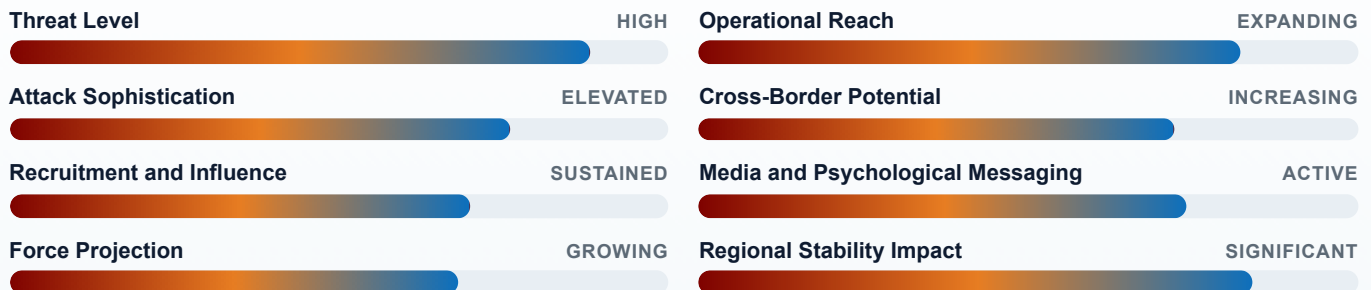 Threat Level HIGH
Operational Reach EXPANDING
Attack Sophistication ELEVATED
Cross-Border Potential INCREASING
Recruitment and Influence SUSTAINED
Media and Psychological Messaging ACTIVE
Force Projection GROWING
Regional Stability Impact SIGNIFICANT